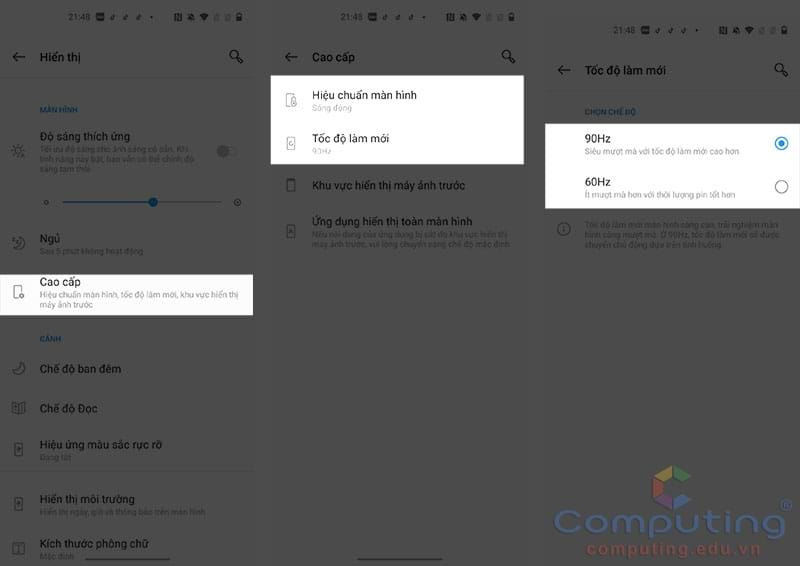 21:48
Hiển thị
MÀN HÌNH
Độ sáng thích ứng
Tối ưu độ sáng cho ánh sáng có sẵn. Khi
tính năng này bật, bạn vẫn có thể chỉnh độ
sáng tạm thời.
Ngủ
Sau 5 phút không hoạt động
Cao cấp
Hiệu chuẩn màn hình, tốc độ làm mới, khu vực hiển thị
máy ảnh trước
CẢNH
Chế độ ban đêm
Chế độ Đọc
Hiệu ứng màu sắc rực rỡ
Đang tắt
Hiển thị môi trường
Hiển thị ngày, giờ và thông báo trên màn hình
Kích thước phông chữ
Mặc định
21:48
Cao cấp
Hiệu chuẩn màn hình
Sống động
Tốc độ làm mới
90Hz
Khu vực hiển thị máy ảnh trước
Ứng dụng hiển thị toàn màn hình
Nếu nội dung của ứng dụng bị cắt do khu vực hiển thị
máy ảnh trước, vui lòng chuyển sang chế độ mặc định
21:48
Tốc độ làm mới
CHỌN CHẾ ĐỘ
90Hz
Siêu mượt mà với tốc độ làm mới cao hơn
60Hz
Ít mượt mà hơn với thời lượng pin tốt hơn
Tốc độ làm mới màn hình càng cao, trải nghiệm màn
hình càng mượt mà. Ở 90Hz, tốc độ làm mới sẽ được
chuyển chủ động dựa trên tình huống.
Computing®
computing.edu.vn